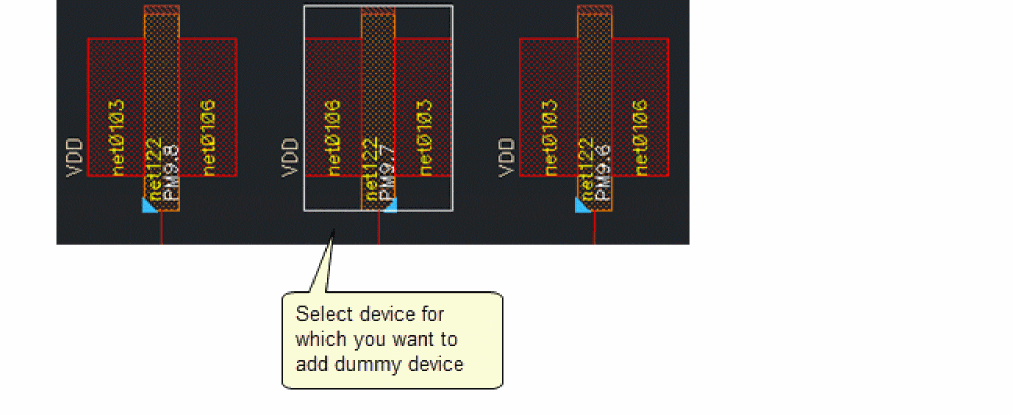 VDD
net0103
net122
PM9.8
net0106
VDD
net0106
net122
PM9.7
net0103
VDD
net0103
net122
PM9.6
net0106
Select device for
which you want to
add dummy device